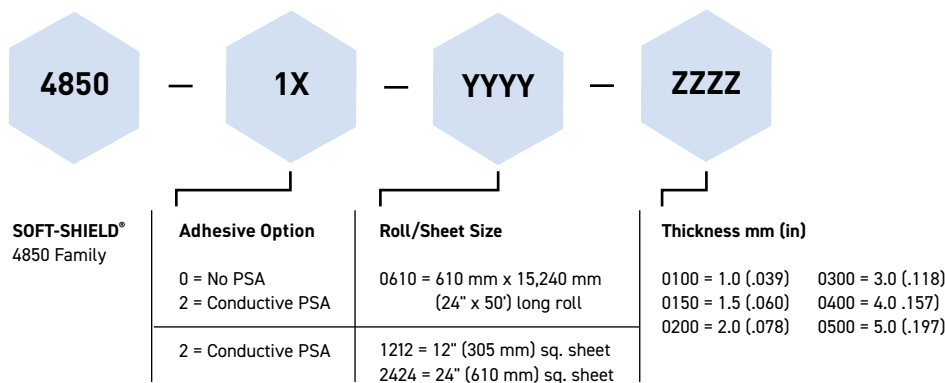 4850 — 1X — YYYY — ZZZZ
SOFT-SHIELD®
4850 Family
Adhesive Option
0 = No PSA
2 = Conductive PSA
2 = Conductive PSA
Roll/Sheet Size
0610 = 610 mm x 15,240 mm
(24" x 50') long roll
1212 = 12" (305 mm) sq. sheet
2424 = 24" (610 mm) sq. sheet
Thickness mm (in)
0100 = 1.0 (.039) 0300 = 3.0 (.118)
0150 = 1.5 (.060) 0400 = 4.0 .157)
0200 = 2.0 (.078) 0500 = 5.0 (.197)